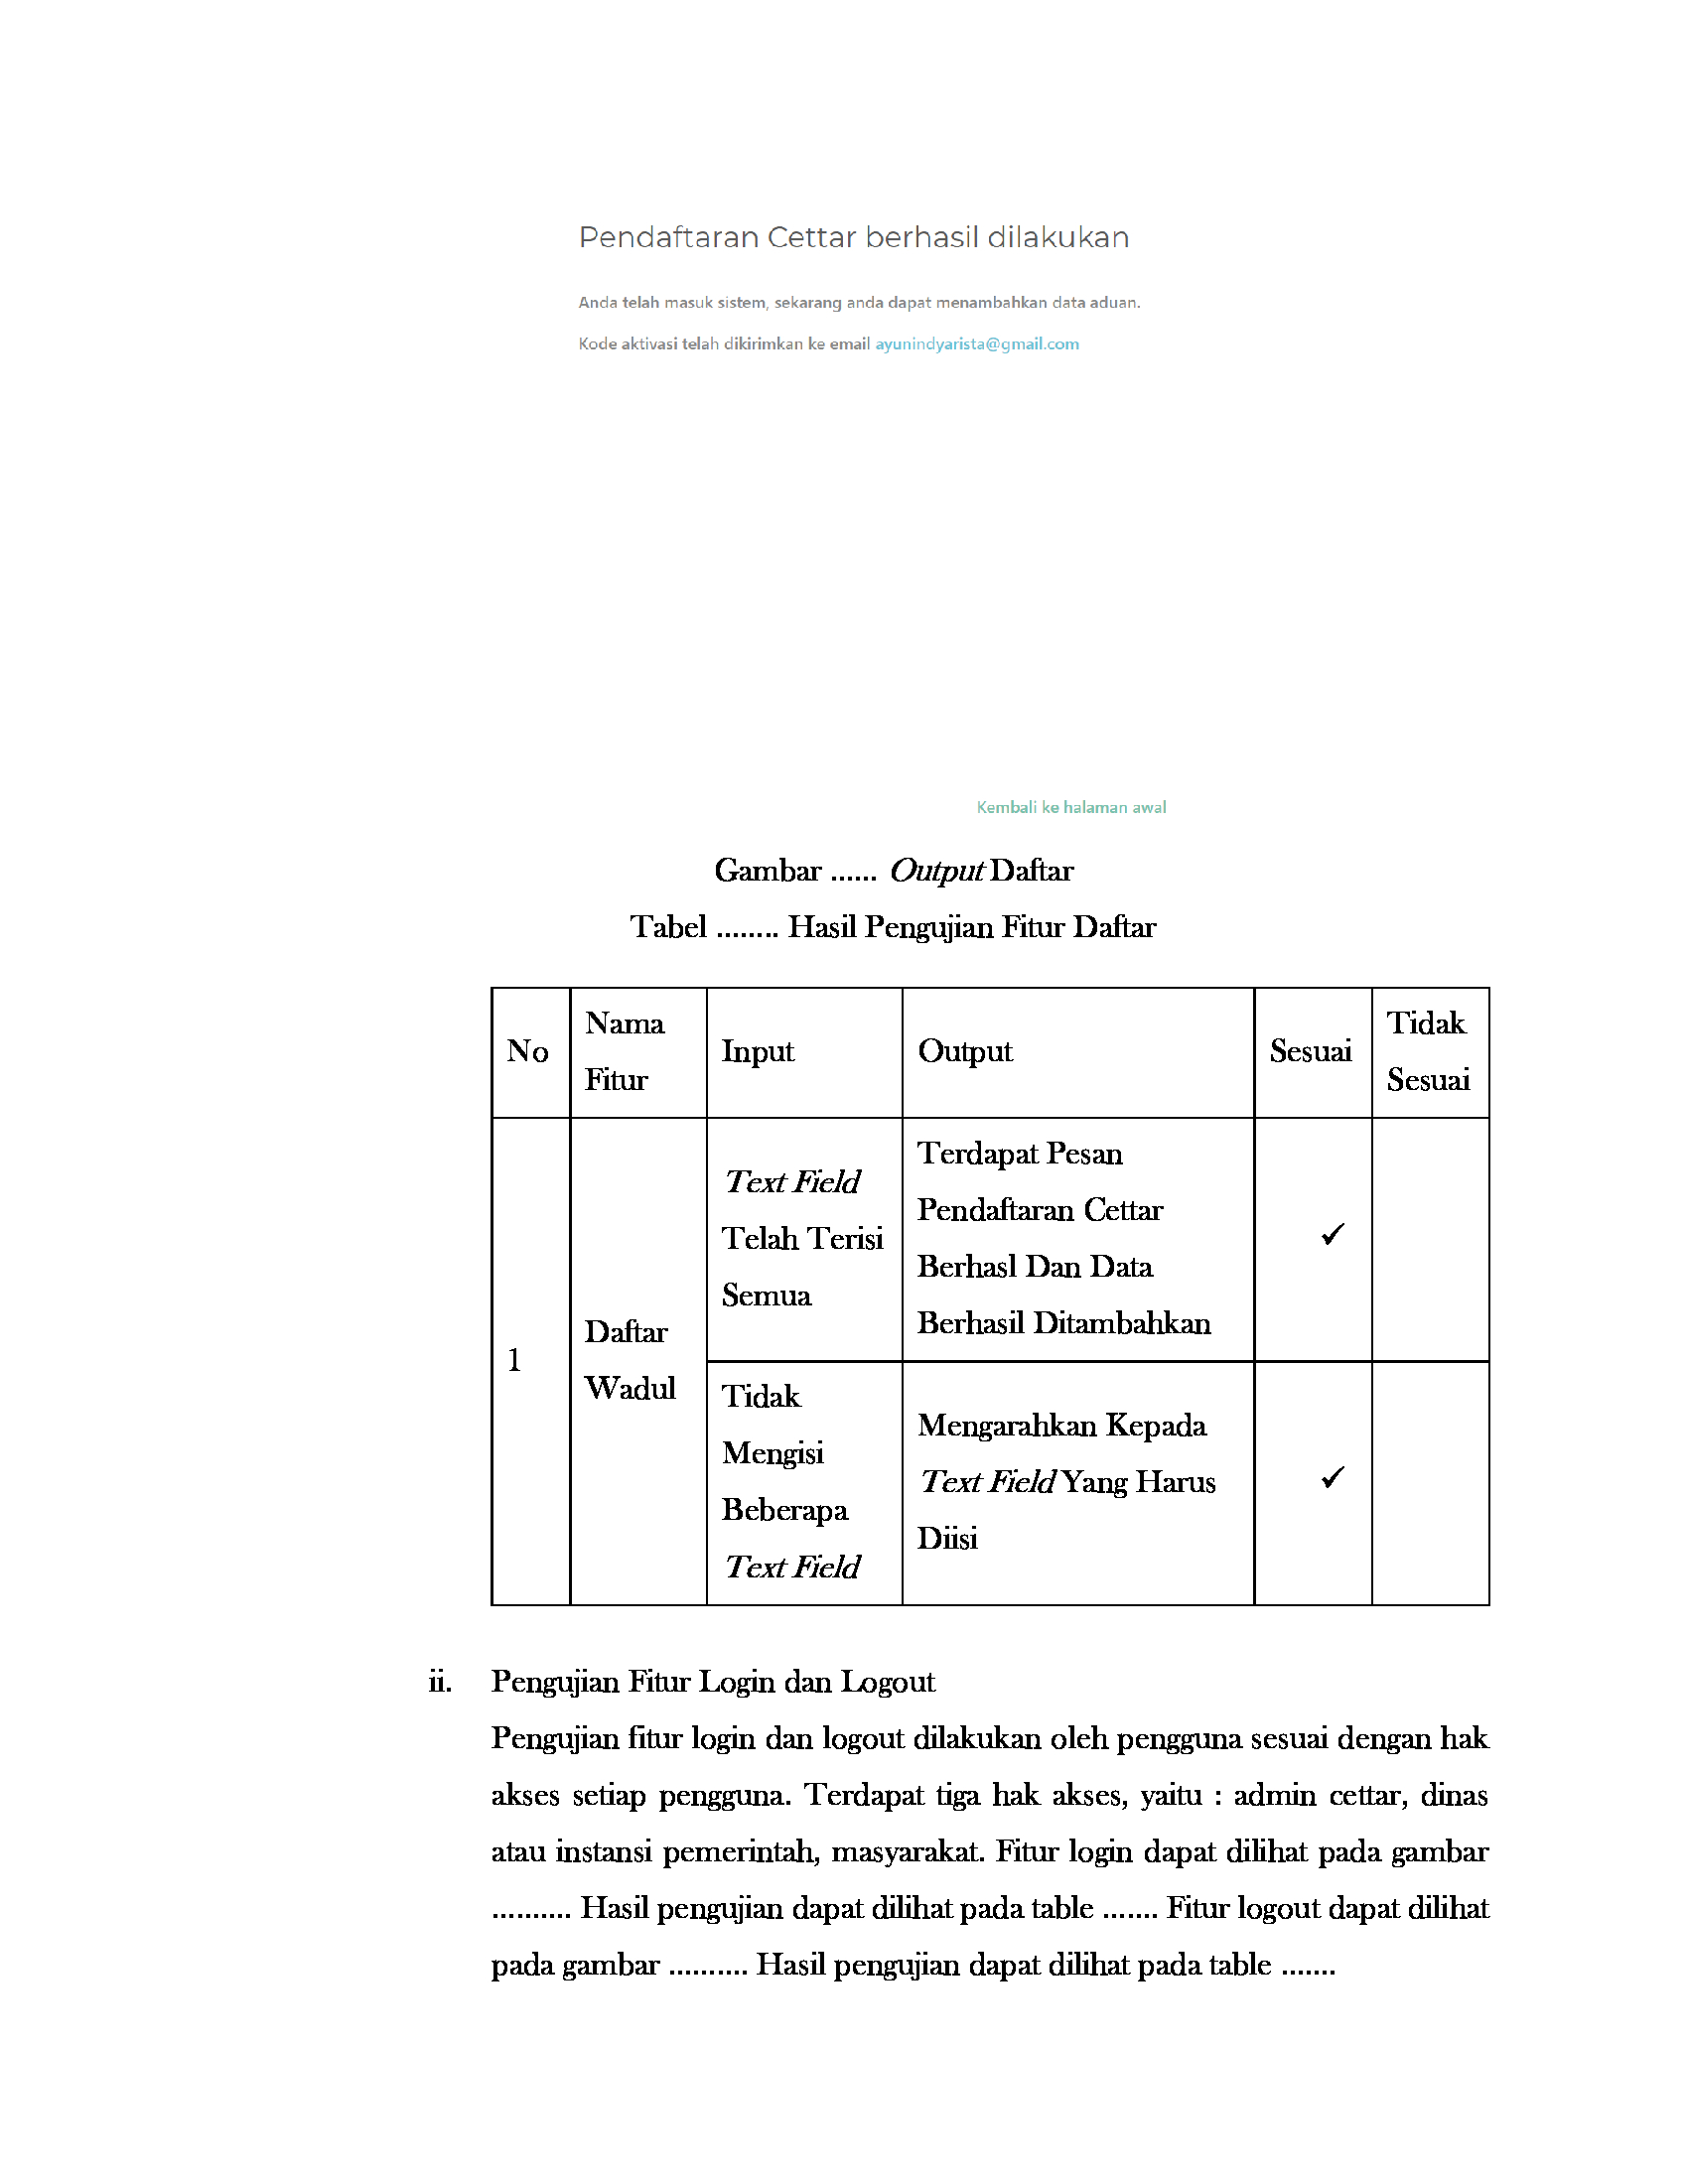 Pendaftaran Cettar berhasil dilakukan
Anda telah masuk sistem, sekarang anda dapat menambahkan data aduan.
Kode aktivasi telah dikirimkan ke email ayunindyarista@gmail.com
Kembali ke halaman awal
Gambar ...... Output Daftar
Tabel ........ Hasil Pengujian Fitur Daftar
No
Nama
Fitur
Input
Output
Sesuai
Tidak
Sesuai
1
Daftar
Wadul
Text Field
Telah Terisi
Semua
Terdapat Pesan
Pendaftaran Cettar
Berhasl Dan Data
Berhasil Ditambahkan
✓
Tidak
Mengisi
Beberapa
Text Field
Mengarahkan Kepada
Text Field Yang Harus
Diisi
✓
ii. Pengujian Fitur Login dan Logout
Pengujian fitur login dan logout dilakukan oleh pengguna sesuai dengan hak
akses setiap pengguna. Terdapat tiga hak akses, yaitu : admin cettar, dinas
atau instansi pemerintah, masyarakat. Fitur login dapat dilihat pada gambar
.......... Hasil pengujian dapat dilihat pada table ....... Fitur logout dapat dilihat
pada gambar .......... Hasil pengujian dapat dilihat pada table .......